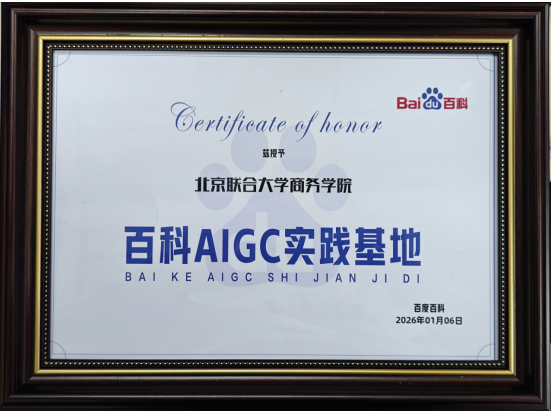 Baidu百科
Certificate of honor
兹授予
北京联合大学商务学院
百科AIGC实践基地
BAI KE AIGC SHI JIAN JI DI
百度百科
2026年01月06日